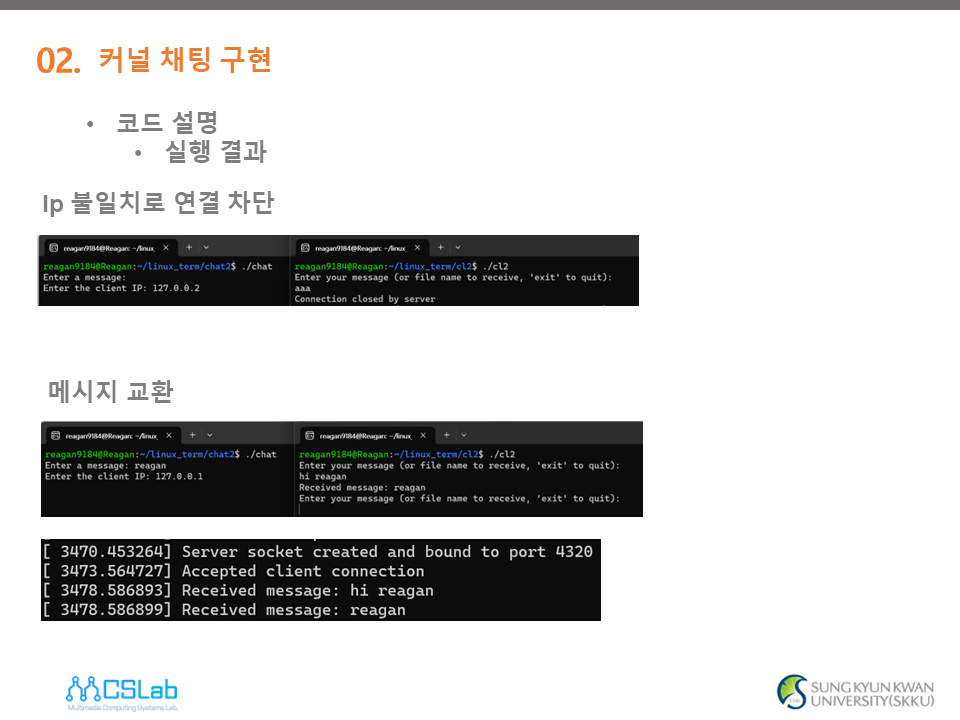 02. 커널 채팅 구현
• 코드 설명
• 실행 결과
Ip 불일치로 연결 차단
reagan9184@Reagan: ~/linux_
reagan9184@Reagan:~/linux_term/chat2$ ./chat
Enter a message:
Enter the client IP: 127.0.0.2
reagan9184@Reagan: ~/linux_
reagan9184@Reagan:~/linux_term/cl2$ ./cl2
Enter your message (or file name to receive, 'exit' to quit):
aaa
Connection closed by server
메시지 교환
reagan9184@Reagan: ~/linux_
reagan9184@Reagan:~/linux_term/chat2$ ./chat
Enter a message: reagan
Enter the client IP: 127.0.0.1
reagan9184@Reagan: ~/linux_
reagan9184@Reagan:~/linux_term/cl2$ ./cl2
Enter your message (or file name to receive, 'exit' to quit):
hi reagan
Received message: reagan
Enter your message (or file name to receive, 'exit' to quit):
[ 3470.453264] Server socket created and bound to port 4320
[ 3473.564727] Accepted client connection
[ 3478.586893] Received message: hi reagan
[ 3478.586899] Received message: reagan
MCSLab
Multimedia Computing Systems Lab.
SUNG KYUN KWAN
UNIVERSITY(SKKU)